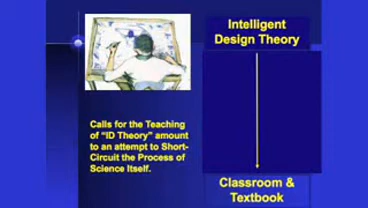 Intelligent
Design Theory
Calls for the Teaching
of “ID Theory” amount
to an attempt to Short-
Circuit the Process of
Science Itself.
Classroom &
Textbook